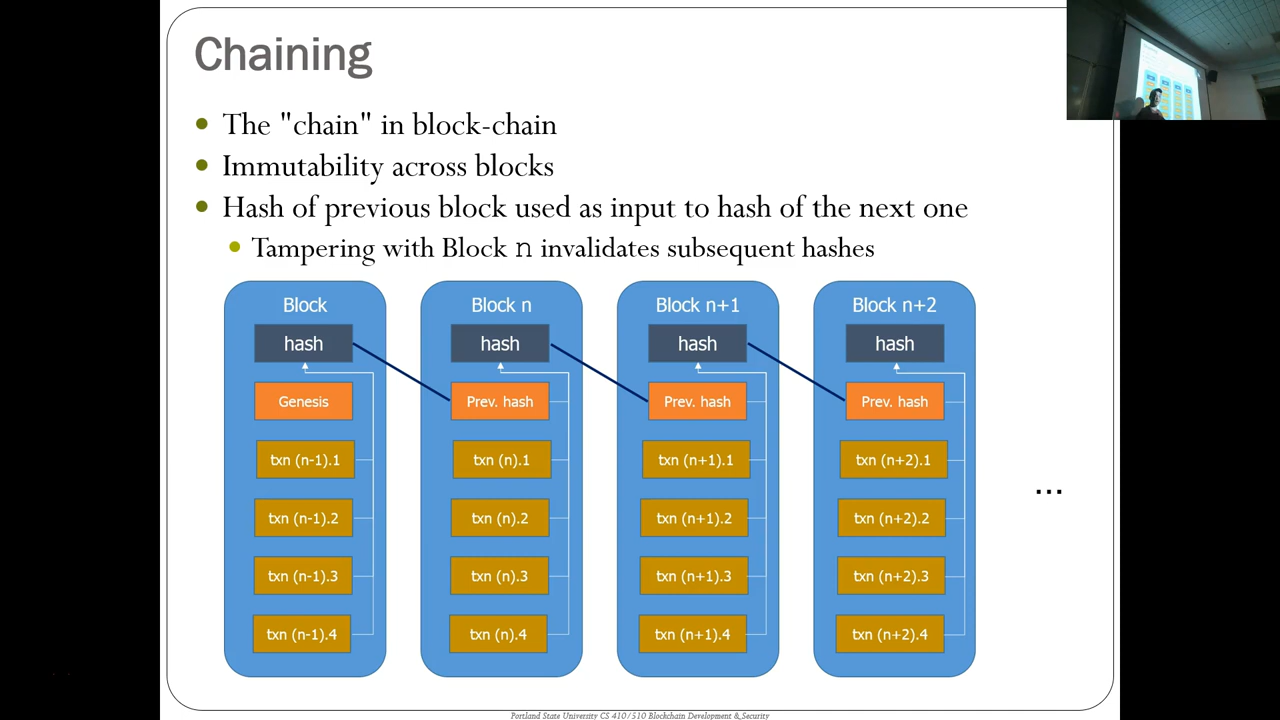 Chaining
The "chain" in block-chain
Immutability across blocks
Hash of previous block used as input to hash of the next one
Tampering with Block n invalidates subsequent hashes
Block
hash
Genesis
txn (n-1).1
txn (n-1).2
txn (n-1).3
txn (n-1).4
Block n
hash
Prev. hash
txn (n).1
txn (n).2
txn (n).3
txn (n).4
Block n+1
hash
Prev. hash
txn (n+1).1
txn (n+1).2
txn (n+1).3
txn (n+1).4
Block n+2
hash
Prev. hash
txn (n+2).1
txn (n+2).2
txn (n+2).3
txn (n+2).4
...
Portland State University CS 410/510 Blockchain Development & Security